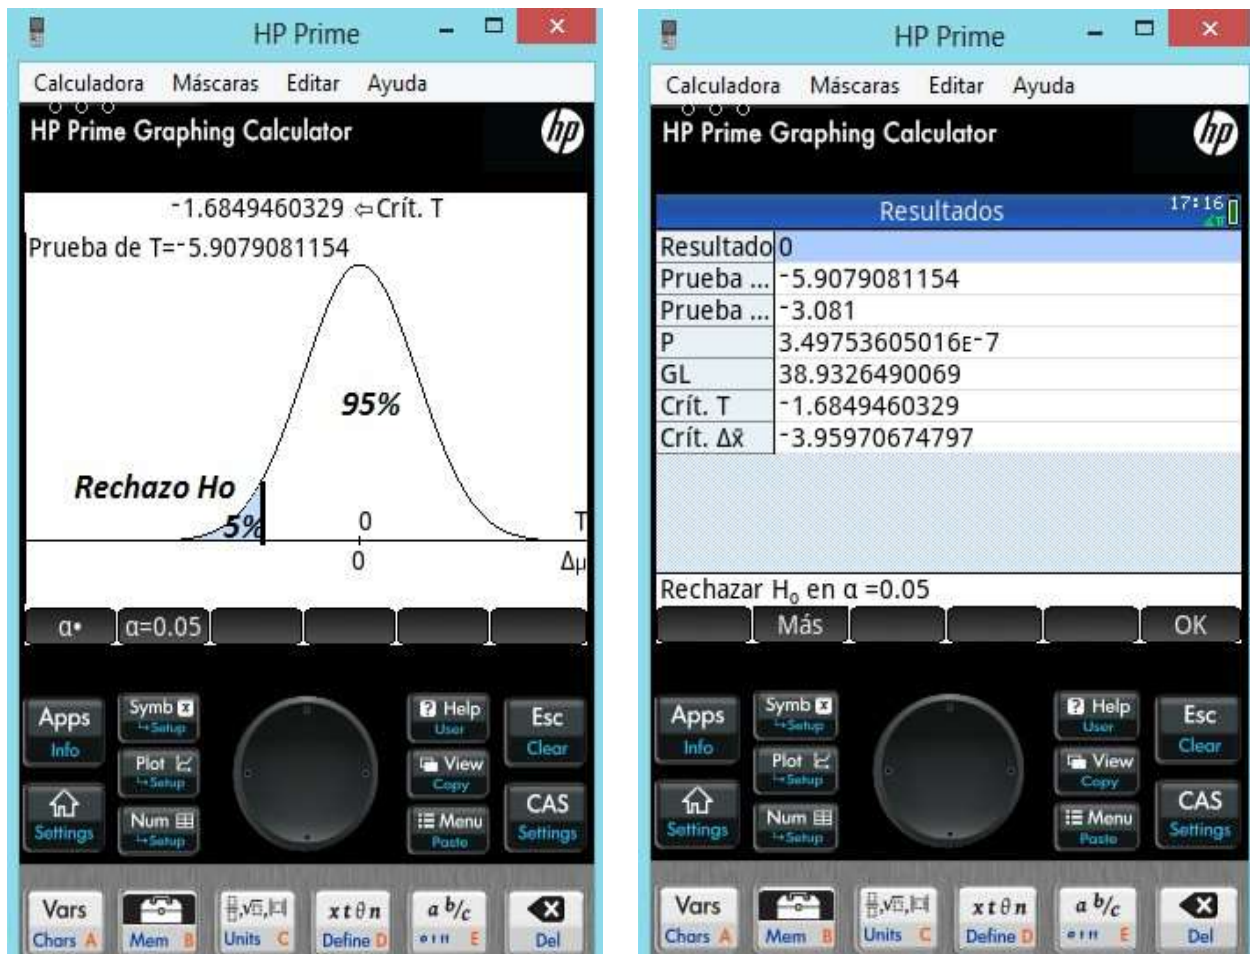 HP Prime
Calculadora Máscaras Editar Ayuda
HP Prime Graphing Calculator
hp
-1.6849460329 ⇦Crít. T
Prueba de T=-5.9079081154
95%
Rechazo Ho
5%
0 T
0 Δμ
α• α=0.05
Apps
Info
Symb
↳Setup
Plot
↳Setup
Num
↳Setup
Settings
Help
User
View
Copy
Menu
Paste
Esc
Clear
CAS
Settings
Vars
Chars A
Mem B
Units C
x t θ n
Define D
a b/c
E
Del
HP Prime
Calculadora Máscaras Editar Ayuda
HP Prime Graphing Calculator
hp
Resultados 17:16
Resultado 0
Prueba ... -5.9079081154
Prueba ... -3.081
P 3.49753605016E-7
GL 38.9326490069
Crít. T -1.6849460329
Crít. Δx̄ -3.95970674797
Rechazar H₀ en α =0.05
Más OK
Apps
Info
Symb
↳Setup
Plot
↳Setup
Num
↳Setup
Settings
Help
User
View
Copy
Menu
Paste
Esc
Clear
CAS
Settings
Vars
Chars A
Mem B
Units C
x t θ n
Define D
a b/c
E
Del